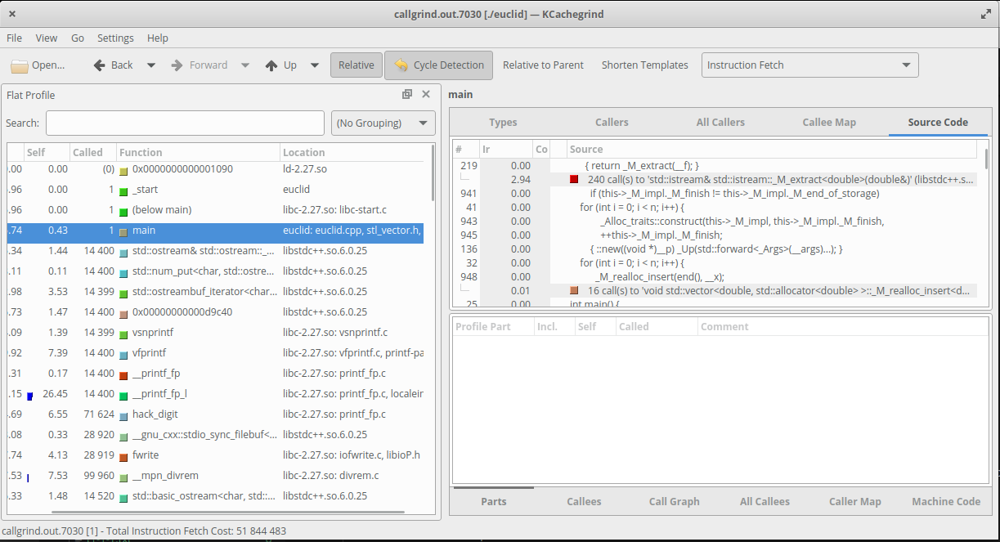 callgrind.out.7030 [./euclid] — KCachegrind
File View Go Settings Help
Open... Back Forward Up Relative Cycle Detection Relative to Parent Shorten Templates Instruction Fetch
Flat Profile
Search: (No Grouping)
Self Called Function Location
.00 0.00 (0) 0x0000000000001090 ld-2.27.so
.96 0.00 1 _start euclid
.96 0.00 1 (below main) libc-2.27.so: libc-start.c
.74 0.43 1 main euclid: euclid.cpp, stl_vector.h,
.34 1.44 14 400 std::ostream& std::ostream::_... libstdc++.so.6.0.25
.11 0.11 14 400 std::num_put<char, std::ostre... libstdc++.so.6.0.25
.98 3.53 14 399 std::ostreambuf_iterator<char... libstdc++.so.6.0.25
.73 1.47 14 400 0x00000000000d9c40 libstdc++.so.6.0.25
.09 1.39 14 399 vsnprintf libc-2.27.so: vsnprintf.c
.92 7.39 14 400 vfprintf libc-2.27.so: vfprintf.c, printf-pa
.31 0.17 14 400 __printf_fp libc-2.27.so: printf_fp.c
.15 26.45 14 400 __printf_fp_l libc-2.27.so: printf_fp.c, localeir
.69 6.55 71 624 hack_digit libc-2.27.so: printf_fp.c
.08 0.33 28 920 __gnu_cxx::stdio_sync_filebuf<... libstdc++.so.6.0.25
.74 4.13 28 919 fwrite libc-2.27.so: iofwrite.c, libioP.h
.53 7.53 99 960 __mpn_divrem libc-2.27.so: divrem.c
.33 1.48 14 520 std::basic_ostream<char, std::... libstdc++.so.6.0.25
main
Types Callers All Callers Callee Map Source Code
# Ir Co Source
219 0.00 { return _M_extract(__f); }
2.94 240 call(s) to 'std::istream& std::istream::_M_extract<double>(double&)' (libstdc++.s...
941 0.00 if (this->_M_impl._M_finish != this->_M_impl._M_end_of_storage)
41 0.00 for (int i = 0; i < n; i++) {
943 0.00 _Alloc_traits::construct(this->_M_impl, this->_M_impl._M_finish,
945 0.00 ++this->_M_impl._M_finish;
136 0.00 { ::new((void *)__p) _Up(std::forward<_Args>(__args)...); }
32 0.00 for (int i = 0; i < n; i++) {
948 0.00 _M_realloc_insert(end(), __x);
0.01 16 call(s) to 'void std::vector<double, std::allocator<double> >::_M_realloc_insert<d...
25 0.00 int main() {
Profile Part Incl. Self Called Comment
Parts Callees Call Graph All Callees Caller Map Machine Code
callgrind.out.7030 [1] - Total Instruction Fetch Cost: 51 844 483